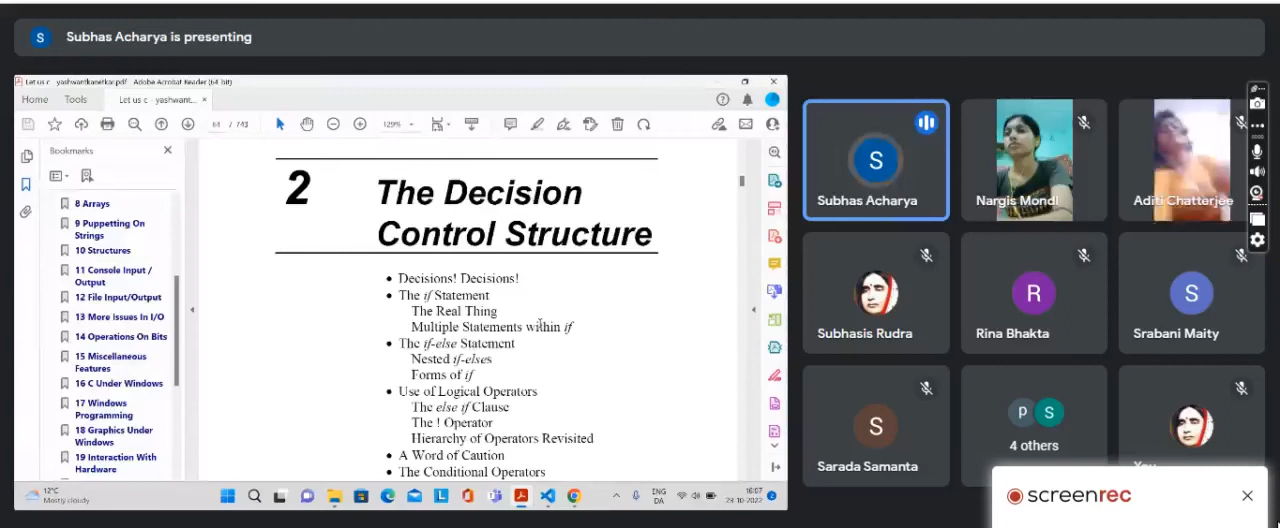 S Subhas Acharya is presenting
Let us c - yashwantkanetkar.pdf - Adobe Acrobat Reader (64-bit)
Home Tools Let us c - yashwant... ×
61 / 743 129%
Bookmarks
8 Arrays
9 Puppetting On
Strings
10 Structures
11 Console Input /
Output
12 File Input/Output
13 More Issues In I/O
14 Operations On Bits
15 Miscellaneous
Features
16 C Under Windows
17 Windows
Programming
18 Graphics Under
Windows
19 Interaction With
Hardware
2 The Decision
Control Structure
• Decisions! Decisions!
• The if Statement
The Real Thing
Multiple Statements within if
• The if-else Statement
Nested if-elses
Forms of if
• Use of Logical Operators
The else if Clause
The ! Operator
Hierarchy of Operators Revisited
• A Word of Caution
• The Conditional Operators
12°C
Mostly cloudy
ENG
DA
16:07
23-10-2022
S
Subhas Acharya
Nargis Mondl
Aditi Chatterjee
Subhasis Rudra
R
Rina Bhakta
S
Srabani Maity
S
Sarada Samanta
P S
4 others
You
screenrec